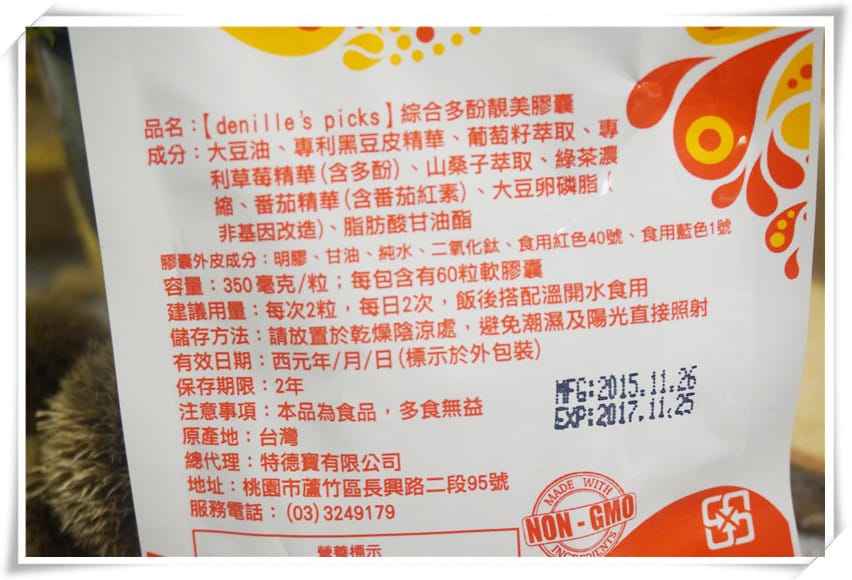 品名：【denille's picks】綜合多酚靚美膠囊
成分：大豆油、專利黑豆皮精華、葡萄籽萃取、專
利草莓精華(含多酚)、山桑子萃取、綠茶濃
縮、番茄精華(含番茄紅素)、大豆卵磷脂(
非基因改造)、脂肪酸甘油酯
膠囊外皮成分：明膠、甘油、純水、二氧化鈦、食用紅色40號、食用藍色1號
容量：350毫克/粒；每包含有60粒軟膠囊
建議用量：每次2粒，每日2次，飯後搭配溫開水食用
儲存方法：請放置於乾燥陰涼處，避免潮濕及陽光直接照射
有效日期：西元年/月/日(標示於外包裝)
保存期限：2年
注意事項：本品為食品，多食無益
原產地：台灣
總代理：特德寶有限公司
地址：桃園市蘆竹區長興路二段95號
服務電話：(03)3249179
MFG:2015.11.26
EXP:2017.11.25
MADE WITH
NON-GMO
INGREDIENTS
營養標示